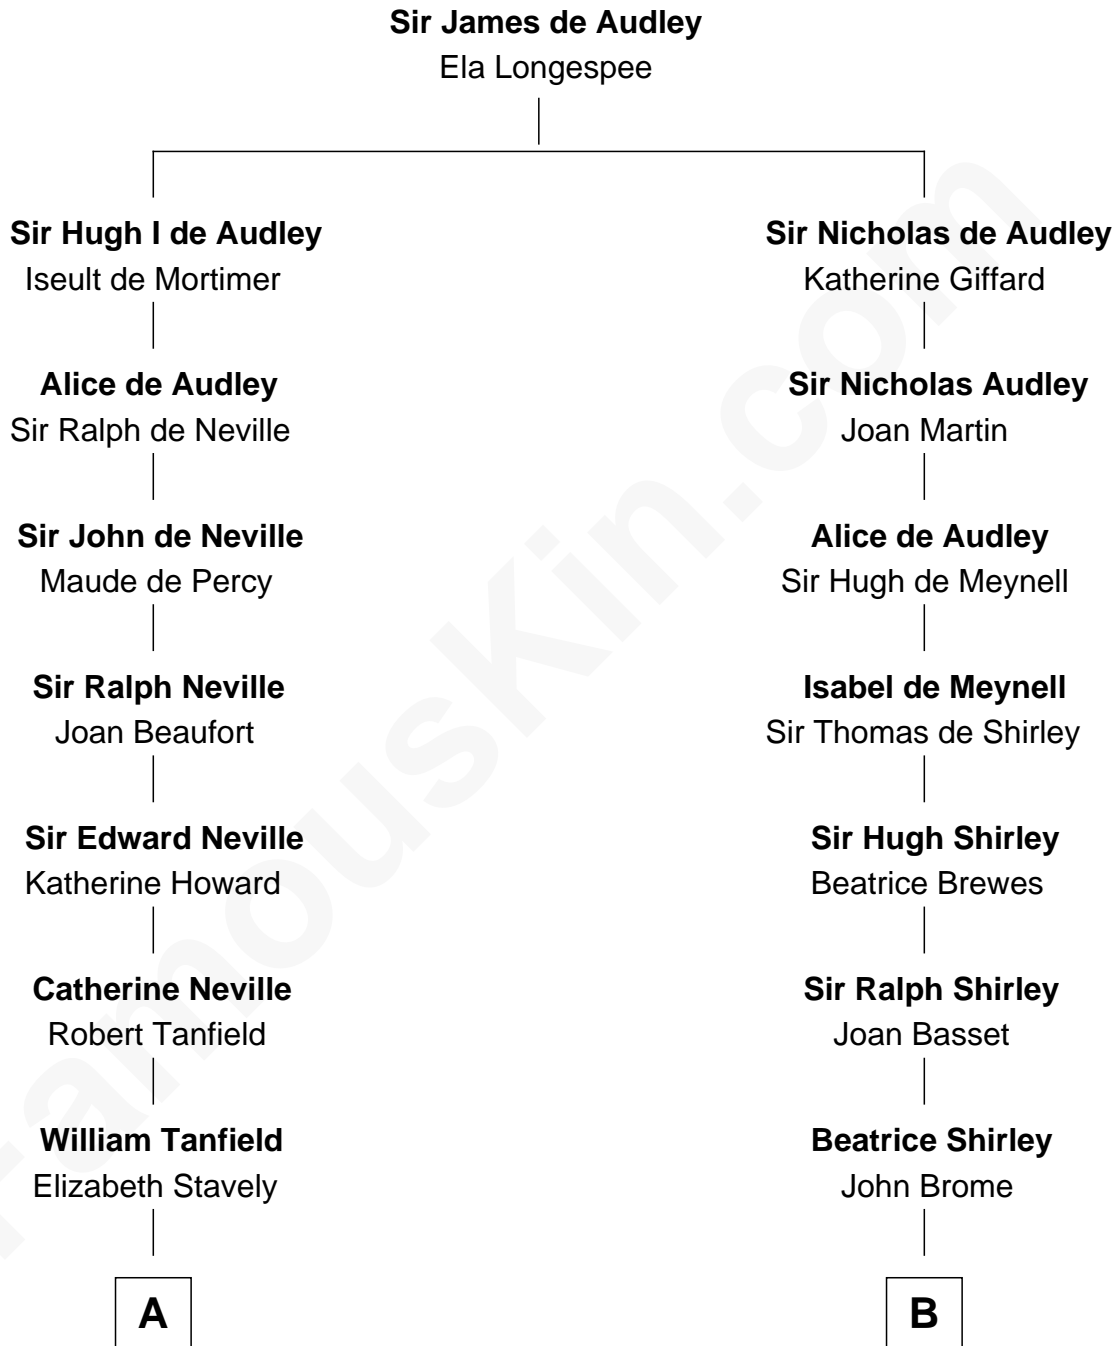 Sir James de Audley
Ela Longespee
Sir Hugh I de Audley
Iseult de Mortimer
Sir Nicholas de Audley
Katherine Giffard
Alice de Audley
Sir Ralph de Neville
Sir Nicholas Audley
Joan Martin
Sir John de Neville
Maude de Percy
Alice de Audley
Sir Hugh de Meynell
Sir Ralph Neville
Joan Beaufort
Isabel de Meynell
Sir Thomas de Shirley
Sir Edward Neville
Katherine Howard
Sir Hugh Shirley
Beatrice Brewes
Catherine Neville
Robert Tanfield
Sir Ralph Shirley
Joan Basset
William Tanfield
Elizabeth Stavely
Beatrice Shirley
John Brome
A
B
FamousKin.com